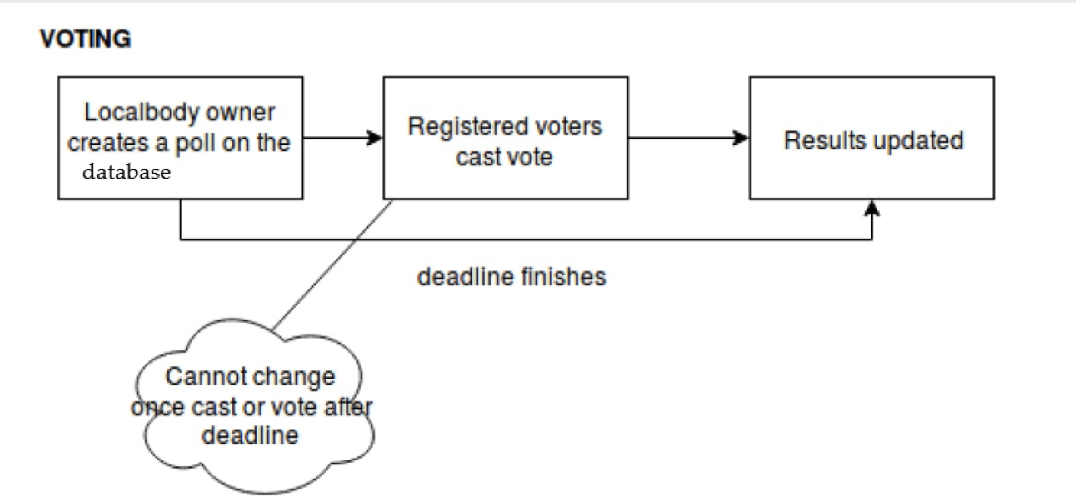 VOTING
Localbody owner
creates a poll on the
database
Registered voters
cast vote
Results updated
deadline finishes
Cannot change
once cast or vote after
deadline